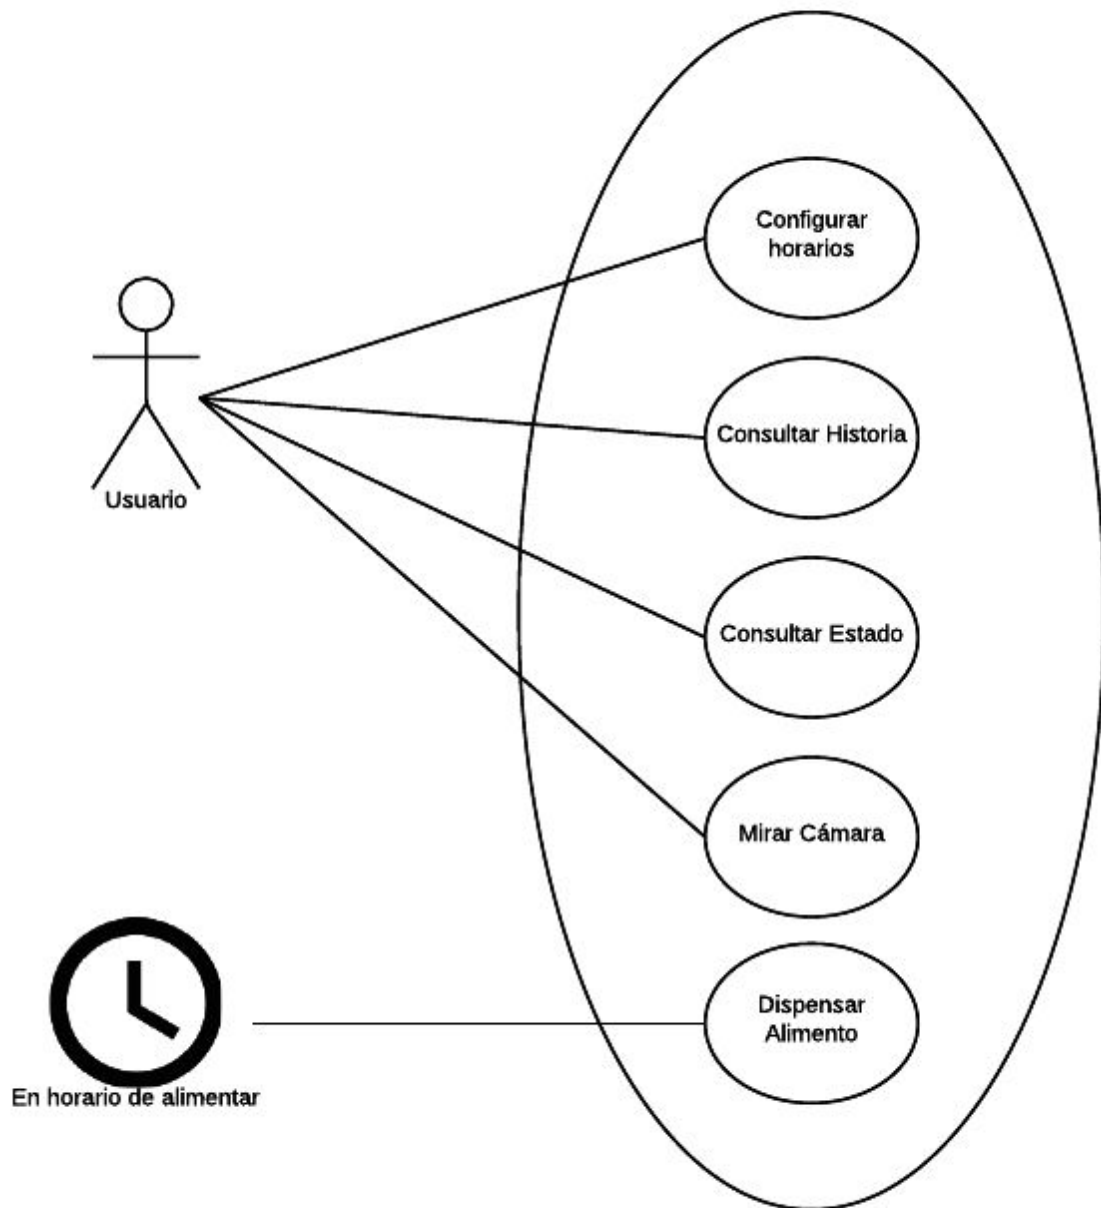 Configurar
horarios
Consultar Historia
Usuario
Consultar Estado
Mirar Cámara
Dispensar
Alimento
En horario de alimentar